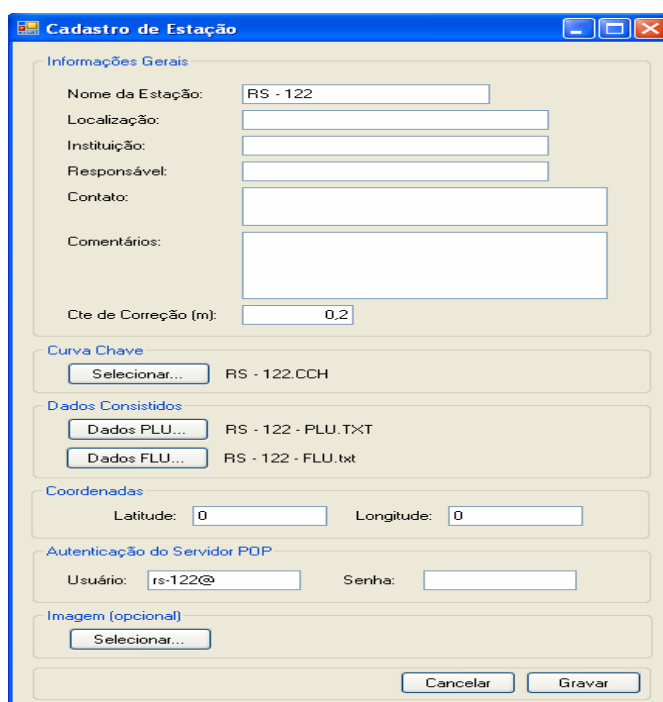 Cadastro de Estação
Informações Gerais
Nome da Estação: RS - 122
Localização:
Instituição:
Responsável:
Contato:
Comentários:
Cte de Correção (m): 0,2
Curva Chave
Selecionar... RS - 122.CCH
Dados Consistidos
Dados PLU... RS - 122 - PLU.TXT
Dados FLU... RS - 122 - FLU.txt
Coordenadas
Latitude: 0 Longitude: 0
Autenticação do Servidor POP
Usuário: rs-122@ Senha:
Imagem (opcional)
Selecionar...
Cancelar Gravar